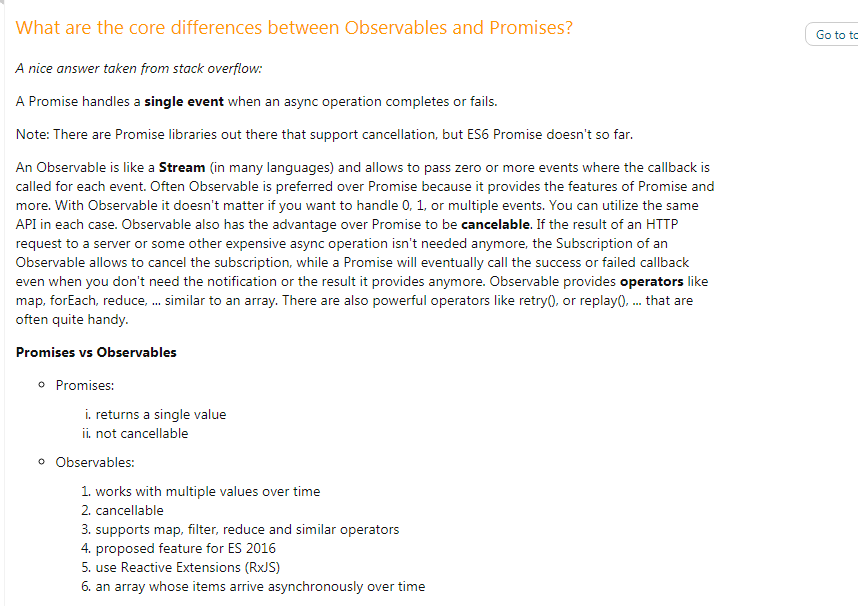 What are the core differences between Observables and Promises?
Go to
A nice answer taken from stack overflow:
A Promise handles a single event when an async operation completes or fails.
Note: There are Promise libraries out there that support cancellation, but ES6 Promise doesn't so far.
An Observable is like a Stream (in many languages) and allows to pass zero or more events where the callback is
called for each event. Often Observable is preferred over Promise because it provides the features of Promise and
more. With Observable it doesn't matter if you want to handle 0, 1, or multiple events. You can utilize the same
API in each case. Observable also has the advantage over Promise to be cancelable. If the result of an HTTP
request to a server or some other expensive async operation isn't needed anymore, the Subscription of an
Observable allows to cancel the subscription, while a Promise will eventually call the success or failed callback
even when you don't need the notification or the result it provides anymore. Observable provides operators like
map, forEach, reduce, ... similar to an array. There are also powerful operators like retry(), or replay(), ... that are
often quite handy.
Promises vs Observables
Promises:
i. returns a single value
ii. not cancellable
Observables:
1. works with multiple values over time
2. cancellable
3. supports map, filter, reduce and similar operators
4. proposed feature for ES 2016
5. use Reactive Extensions (RxJS)
6. an array whose items arrive asynchronously over time